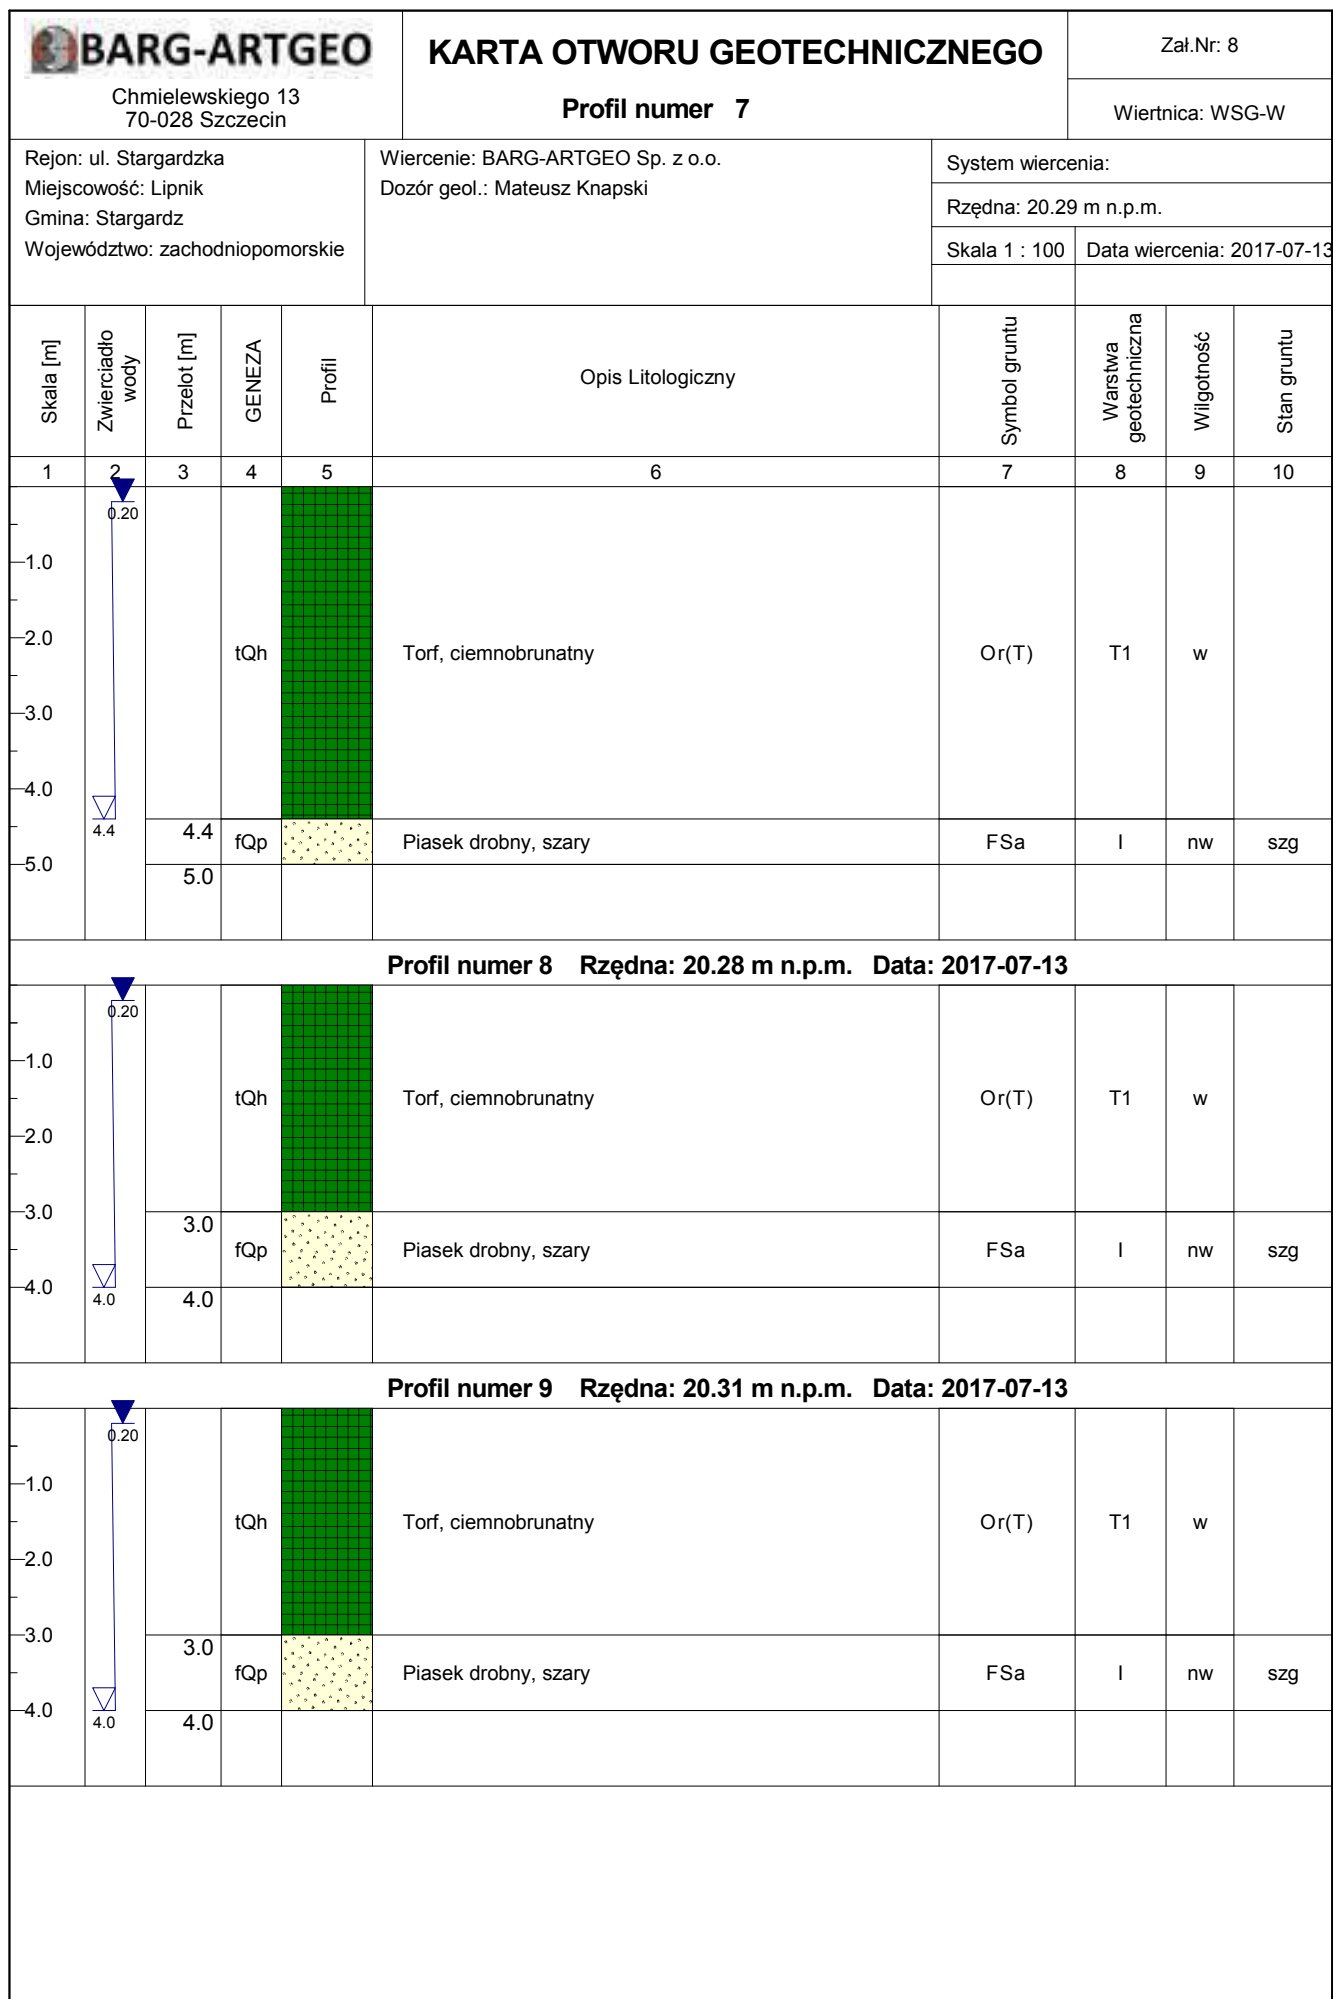 BARG-ARTGEO
Chmielewskiego 13
70-028 Szczecin
KARTA OTWORU GEOTECHNICZNEGO
Profil numer 7
Zał.Nr: 8
Wiertnica: WSG-W
Rejon: ul. Stargardzka
Miejscowość: Lipnik
Gmina: Stargardz
Województwo: zachodniopomorskie
Wiercenie: BARG-ARTGEO Sp. z o.o.
Dozór geol.: Mateusz Knapski
System wiercenia:
Rzędna: 20.29 m n.p.m.
Skala 1 : 100 Data wiercenia: 2017-07-13
Skala [m]
Zwierciadło
wody
Przelot [m]
GENEZA
Profil
Opis Litologiczny
Symbol gruntu
Warstwa
geotechniczna
Wilgotność
Stan gruntu
1 2 3 4 5 6 7 8 9 10
0.20
1.0
2.0
tQh Torf, ciemnobrunatny Or(T) T1 w
3.0
4.0
4.4 4.4
fQp Piasek drobny, szary FSa I nw szg
5.0
5.0
Profil numer 8 Rzędna: 20.28 m n.p.m. Data: 2017-07-13
0.20
1.0
tQh Torf, ciemnobrunatny Or(T) T1 w
2.0
3.0
3.0
fQp Piasek drobny, szary FSa I nw szg
4.0
4.0 4.0
Profil numer 9 Rzędna: 20.31 m n.p.m. Data: 2017-07-13
0.20
1.0
tQh Torf, ciemnobrunatny Or(T) T1 w
2.0
3.0
3.0
fQp Piasek drobny, szary FSa I nw szg
4.0
4.0 4.0